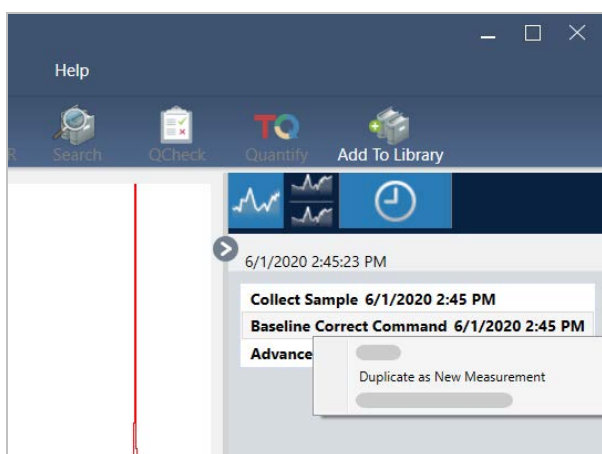 Help
R Search QCheck TQ Quantify Add To Library
6/1/2020 2:45:23 PM
Collect Sample 6/1/2020 2:45 PM
Baseline Correct Command 6/1/2020 2:45 PM
Advance
Duplicate as New Measurement